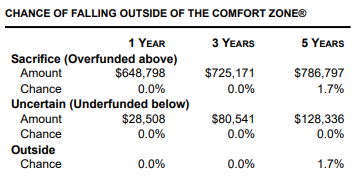 CHANCE OF FALLING OUTSIDE OF THE COMFORT ZONE®
1 YEAR 3 YEARS 5 YEARS
Sacrifice (Overfunded above)
Amount $648,798 $725,171 $786,797
Chance 0.0% 0.0% 1.7%
Uncertain (Underfunded below)
Amount $28,508 $80,541 $128,336
Chance 0.0% 0.0% 0.0%
Outside
Chance 0.0% 0.0% 1.7%